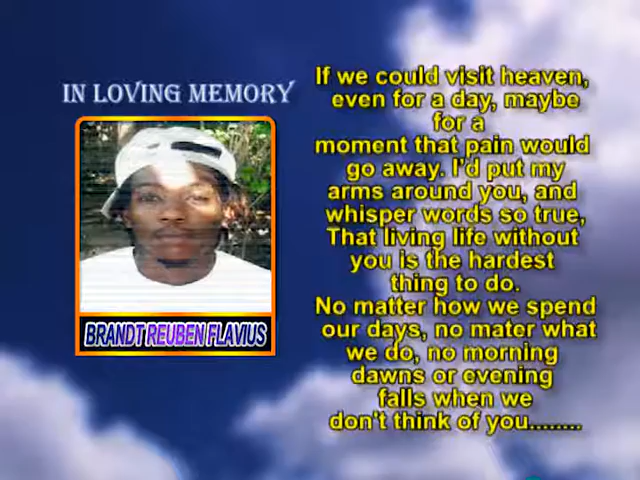 IN LOVING MEMORY
BRANDT REUBEN FLAVIUS
If we could visit heaven,
even for a day, maybe
for a
moment that pain would
go away. I'd put my
arms around you, and
whisper words so true,
That living life without
you is the hardest
thing to do.
No matter how we spend
our days, no mater what
we do, no morning
dawns or evening
falls when we
don't think of you........